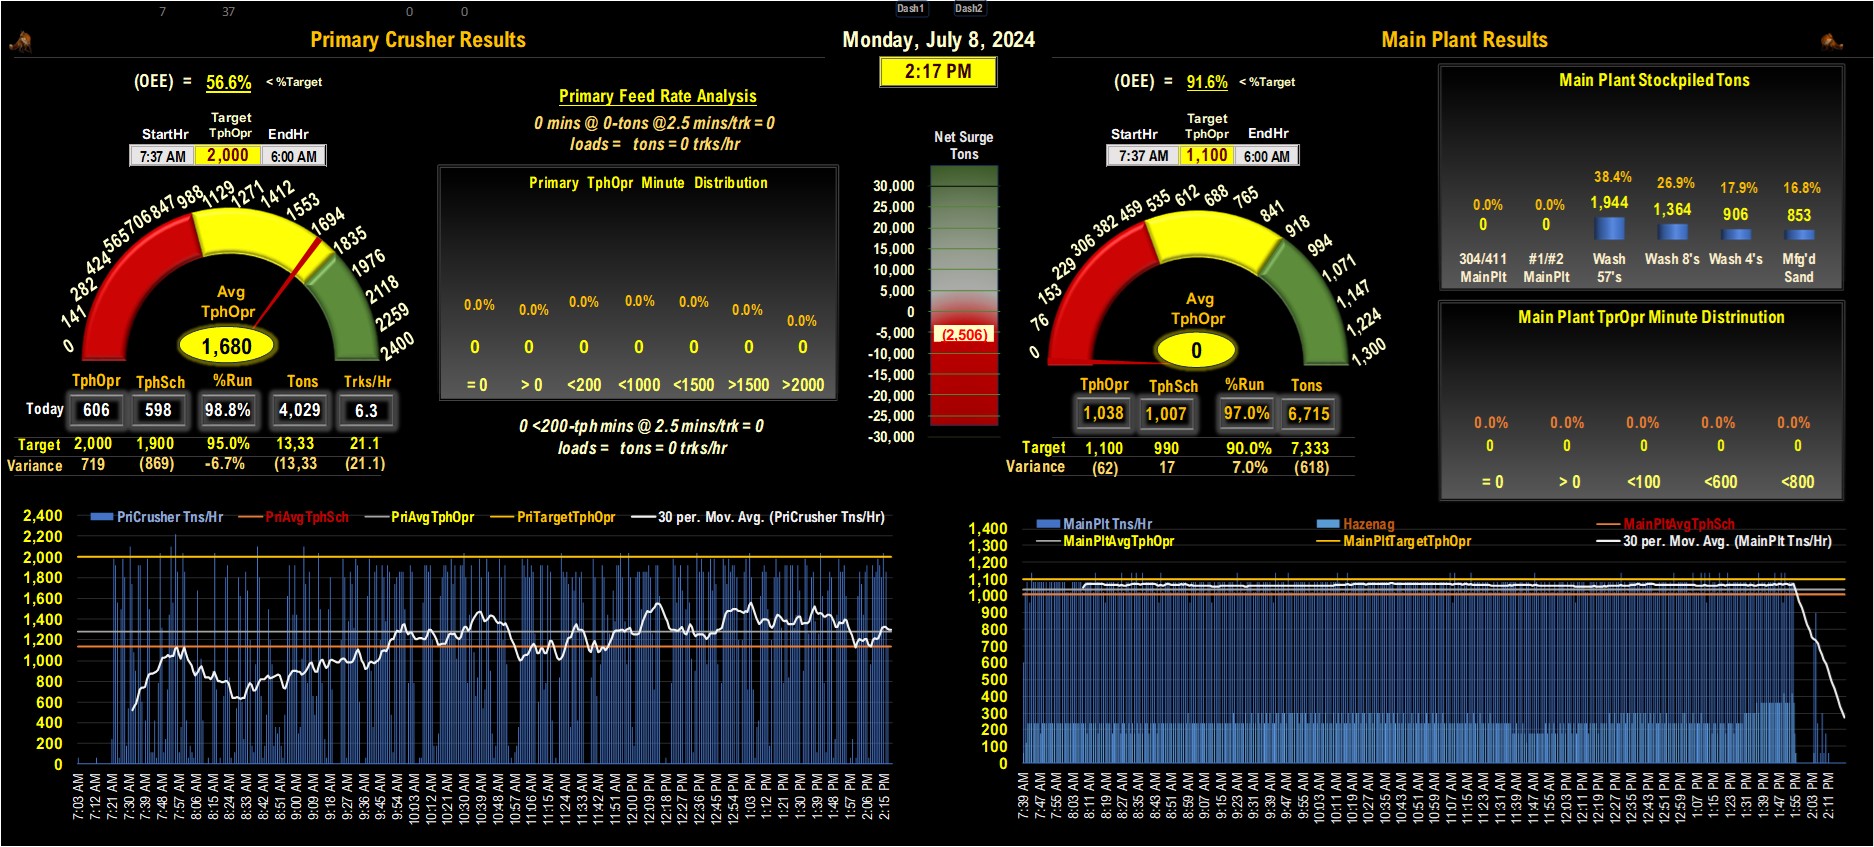 7 37 0 0 Dash1 Dash2
Primary Crusher Results
Monday, July 8, 2024
Main Plant Results
2:17 PM
(OEE) = 56.6% < %Target
StartHr Target TphOpr EndHr
7:37 AM 2,000 6:00 AM
0 141 282 424 565 706 847 988 1129 1271 1412 1553 1694 1835 1976 2118 2259 2400
Avg
TphOpr
1,680
TphOpr TphSch %Run Tons Trks/Hr
Today 606 598 98.8% 4,029 6.3
Target 2,000 1,900 95.0% 13,33 21.1
Variance 719 (869) -6.7% (13,33 (21.1)
Primary Feed Rate Analysis
0 mins @ 0-tons @2.5 mins/trk = 0
loads = tons = 0 trks/hr
Primary TphOpr Minute Distribution
0.0% 0.0% 0.0% 0.0% 0.0% 0.0% 0.0%
0 0 0 0 0 0 0
= 0 > 0 <200 <1000 <1500 >1500 >2000
0 <200-tph mins @ 2.5 mins/trk = 0
loads = tons = 0 trks/hr
Net Surge
Tons
30,000
25,000
20,000
15,000
10,000
5,000
0
-5,000
-10,000
-15,000
-20,000
-25,000
-30,000
(2,506)
(OEE) = 91.6% < %Target
StartHr Target TphOpr EndHr
7:37 AM 1,100 6:00 AM
0 76 153 229 306 382 459 535 612 688 765 841 918 994 1,071 1,147 1,224 1,300
Avg
TphOpr
0
TphOpr TphSch %Run Tons
1,038 1,007 97.0% 6,715
Target 1,100 990 90.0% 7,333
Variance (62) 17 7.0% (618)
Main Plant Stockpiled Tons
0.0% 0.0% 38.4% 26.9% 17.9% 16.8%
0 0 1,944 1,364 906 853
304/411 #1/#2 Wash Wash 8's Wash 4's Mfg'd
MainPlt MainPlt 57's Sand
Main Plant TprOpr Minute Distrinution
0.0% 0.0% 0.0% 0.0% 0.0%
0 0 0 0 0
= 0 > 0 <100 <600 <800
PriCrusher Tns/Hr PriAvgTphSch PriAvgTphOpr PriTargetTphOpr 30 per. Mov. Avg. (PriCrusher Tns/Hr)
2,400
2,200
2,000
1,800
1,600
1,400
1,200
1,000
800
600
400
200
0
7:03 AM 7:12 AM 7:21 AM 7:30 AM 7:39 AM 7:48 AM 7:57 AM 8:06 AM 8:15 AM 8:24 AM 8:33 AM 8:42 AM 8:51 AM 9:00 AM 9:09 AM 9:18 AM 9:27 AM 9:36 AM 9:45 AM 9:54 AM 10:03 AM 10:12 AM 10:21 AM 10:30 AM 10:39 AM 10:48 AM 10:57 AM 11:06 AM 11:15 AM 11:24 AM 11:33 AM 11:42 AM 11:51 AM 12:00 PM 12:09 PM 12:18 PM 12:27 PM 12:36 PM 12:45 PM 12:54 PM 1:03 PM 1:12 PM 1:21 PM 1:30 PM 1:39 PM 1:48 PM 1:57 PM 2:06 PM 2:15 PM
MainPlt Tns/Hr Hazenag MainPltAvgTphSch
MainPltAvgTphOpr MainPltTargetTphOpr 30 per. Mov. Avg. (MainPlt Tns/Hr)
1,400
1,300
1,200
1,100
1,000
900
800
700
600
500
400
300
200
100
0
7:39 AM 7:47 AM 7:55 AM 8:03 AM 8:11 AM 8:19 AM 8:27 AM 8:35 AM 8:43 AM 8:51 AM 8:59 AM 9:07 AM 9:15 AM 9:23 AM 9:31 AM 9:39 AM 9:47 AM 9:55 AM 10:03 AM 10:11 AM 10:19 AM 10:27 AM 10:35 AM 10:43 AM 10:51 AM 10:59 AM 11:07 AM 11:15 AM 11:23 AM 11:31 AM 11:39 AM 11:47 AM 11:55 AM 12:03 PM 12:11 PM 12:19 PM 12:27 PM 12:35 PM 12:43 PM 12:51 PM 12:59 PM 1:07 PM 1:15 PM 1:23 PM 1:31 PM 1:39 PM 1:47 PM 1:55 PM 2:03 PM 2:11 PM